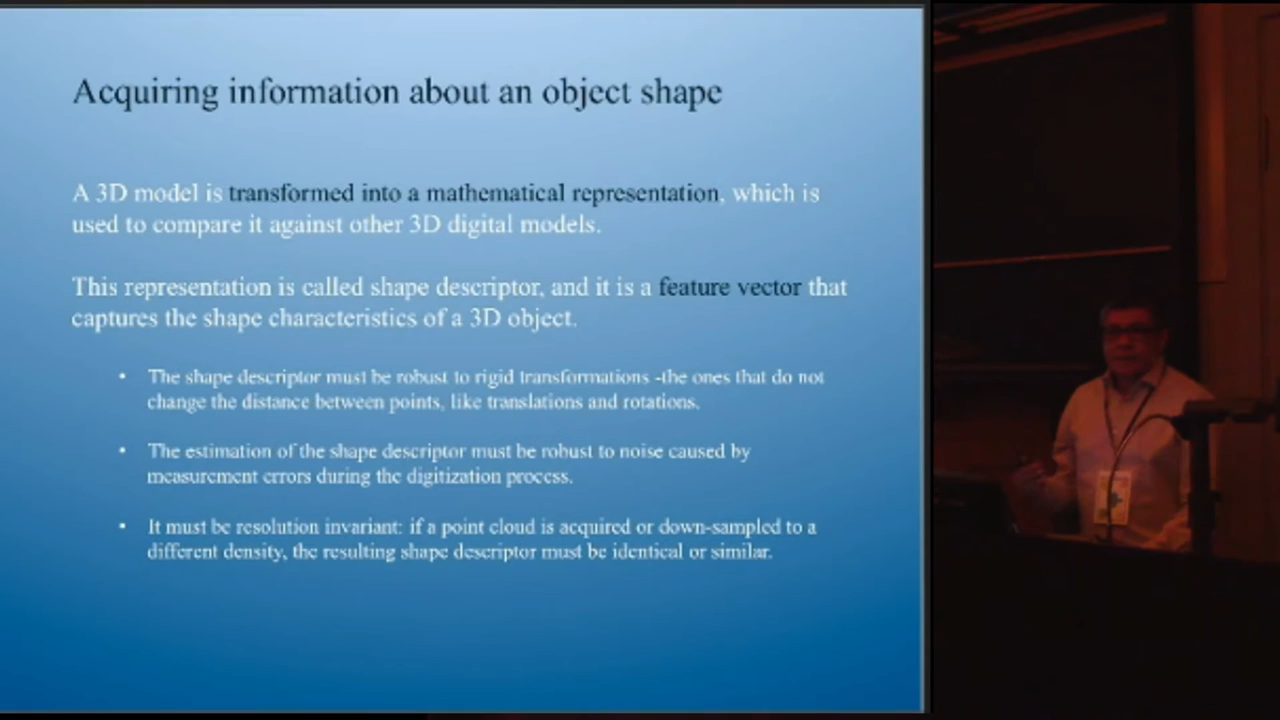 Acquiring information about an object shape
A 3D model is transformed into a mathematical representation, which is
used to compare it against other 3D digital models.
This representation is called shape descriptor, and it is a feature vector that
captures the shape characteristics of a 3D object.
• The shape descriptor must be robust to rigid transformations -the ones that do not
change the distance between points, like translations and rotations.
• The estimation of the shape descriptor must be robust to noise caused by
measurement errors during the digitization process.
• It must be resolution invariant: if a point cloud is acquired or down-sampled to a
different density, the resulting shape descriptor must be identical or similar.